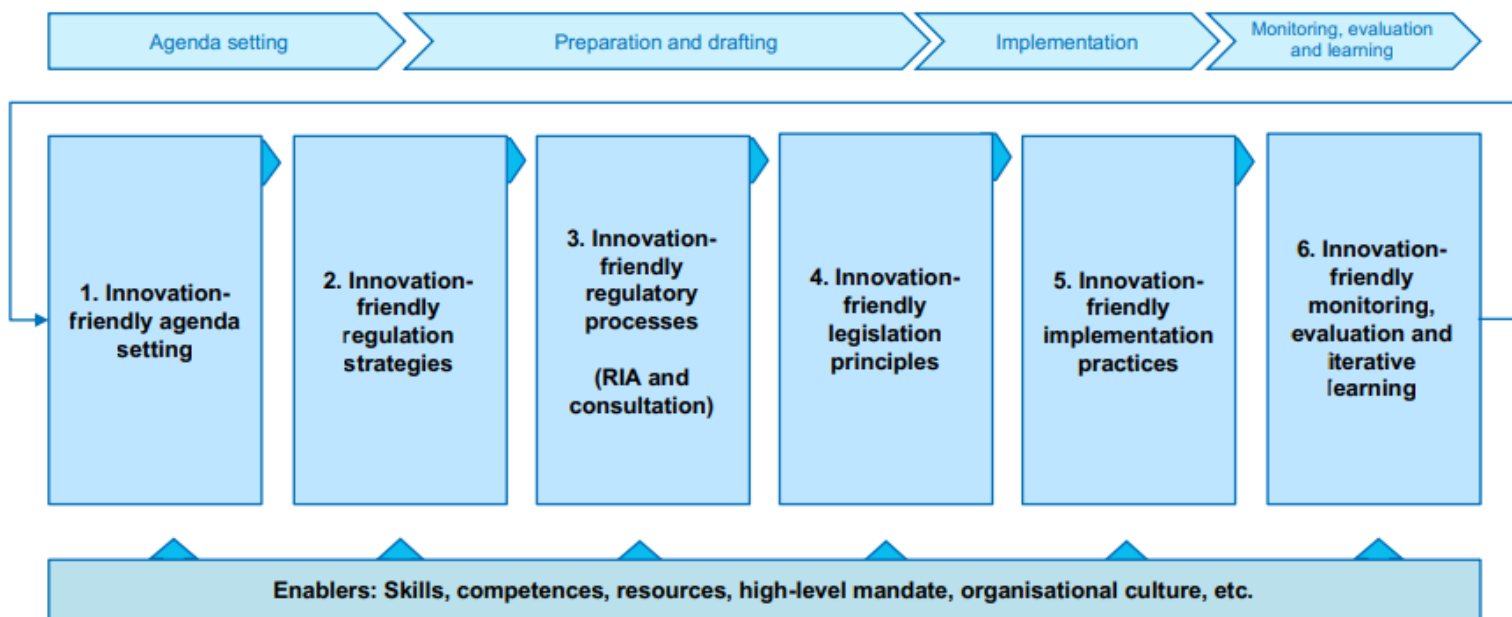 Agenda setting
Preparation and drafting
Implementation
Monitoring, evaluation
and learning
1. Innovation-
friendly agenda
setting
2. Innovation-
friendly
regulation
strategies
3. Innovation-
friendly
regulatory
processes
(RIA and
consultation)
4. Innovation-
friendly
legislation
principles
5. Innovation-
friendly
implementation
practices
6. Innovation-
friendly
monitoring,
evaluation and
iterative
learning
Enablers: Skills, competences, resources, high-level mandate, organisational culture, etc.